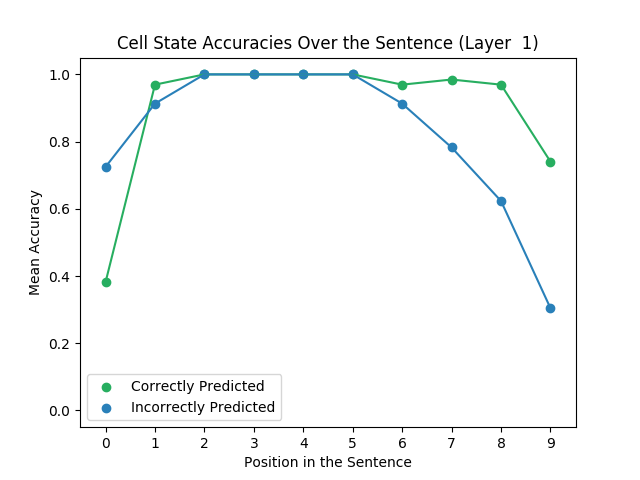 Cell State Accuracies Over the Sentence (Layer  1)
1.0
0.8
0.6
0.4
0.2
0.0
Mean Accuracy
Correctly Predicted
Incorrectly Predicted
0 1 2 3 4 5 6 7 8 9
Position in the Sentence